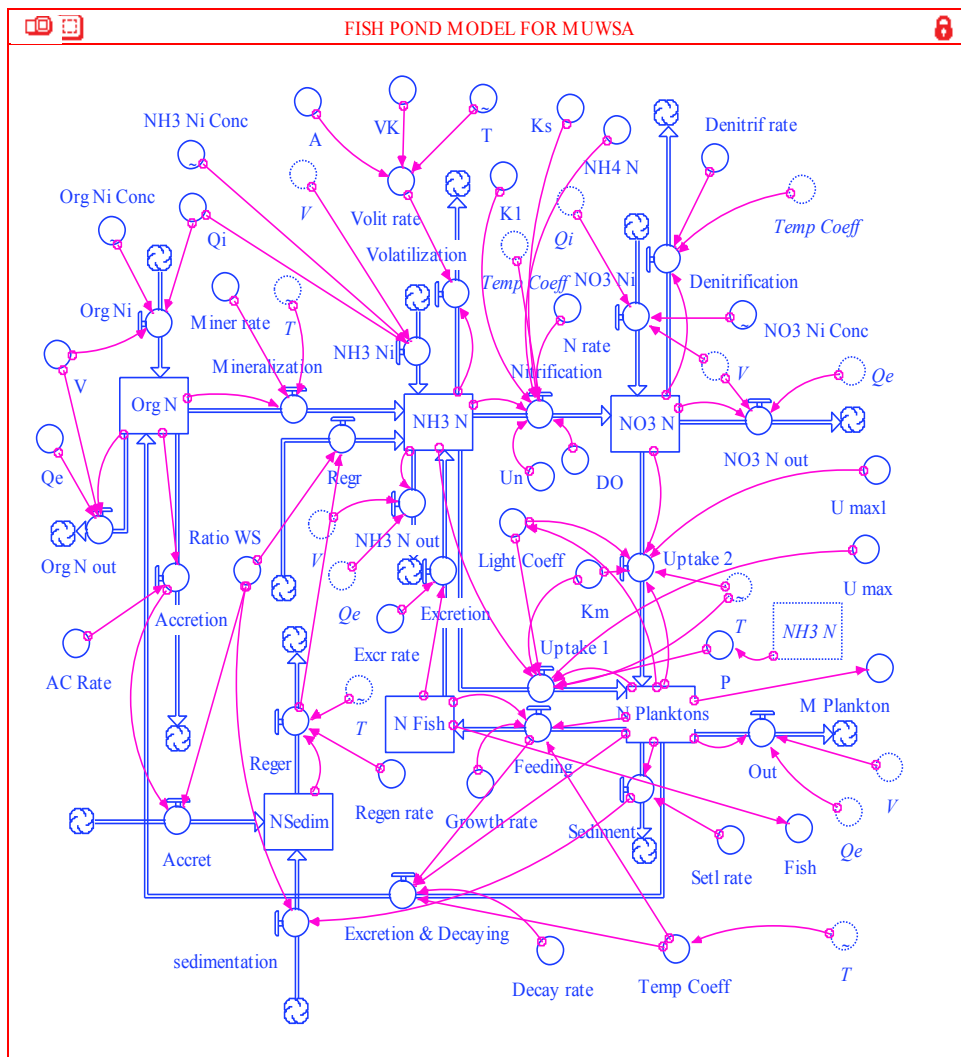 FISH POND MODEL FOR MUWSA
NH3 Ni Conc
A
VK
T
Ks
NH4 N
Denitrif rate
Org Ni Conc
Qi
V
Volit rate
K1
Qi
Temp Coeff
Volatilization
Temp Coeff
NO3 Ni
Denitrification
Org Ni
Miner rate
T
NH3 Ni
N rate
NO3 Ni Conc
V
Mineralization
Nitrification
V
Qe
Org N
NH3 N
NO3 N
Qe
Regr
Un
DO
NO3 N out
U max1
Org N out
Ratio WS
V
NH3 N out
Light Coeff
Uptake 2
U max
Accretion
Qe
Excretion
Km
T
NH3 N
AC Rate
Excr rate
Uptake 1
P
M Plankton
T
N Fish
N Planktons
Reger
Feeding
Out
V
NSedim
Regen rate
Growth rate
Sediment
Accret
Setl rate
Fish
Qe
Excretion & Decaying
sedimentation
Decay rate
Temp Coeff
T